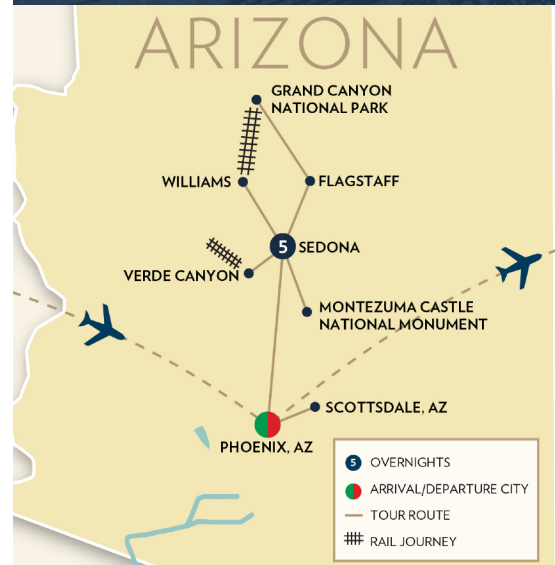 ARIZONA
GRAND CANYON
NATIONAL PARK
WILLIAMS
FLAGSTAFF
5 SEDONA
VERDE CANYON
MONTEZUMA CASTLE
NATIONAL MONUMENT
SCOTTSDALE, AZ
PHOENIX, AZ
5 OVERNIGHTS
ARRIVAL/DEPARTURE CITY
TOUR ROUTE
RAIL JOURNEY